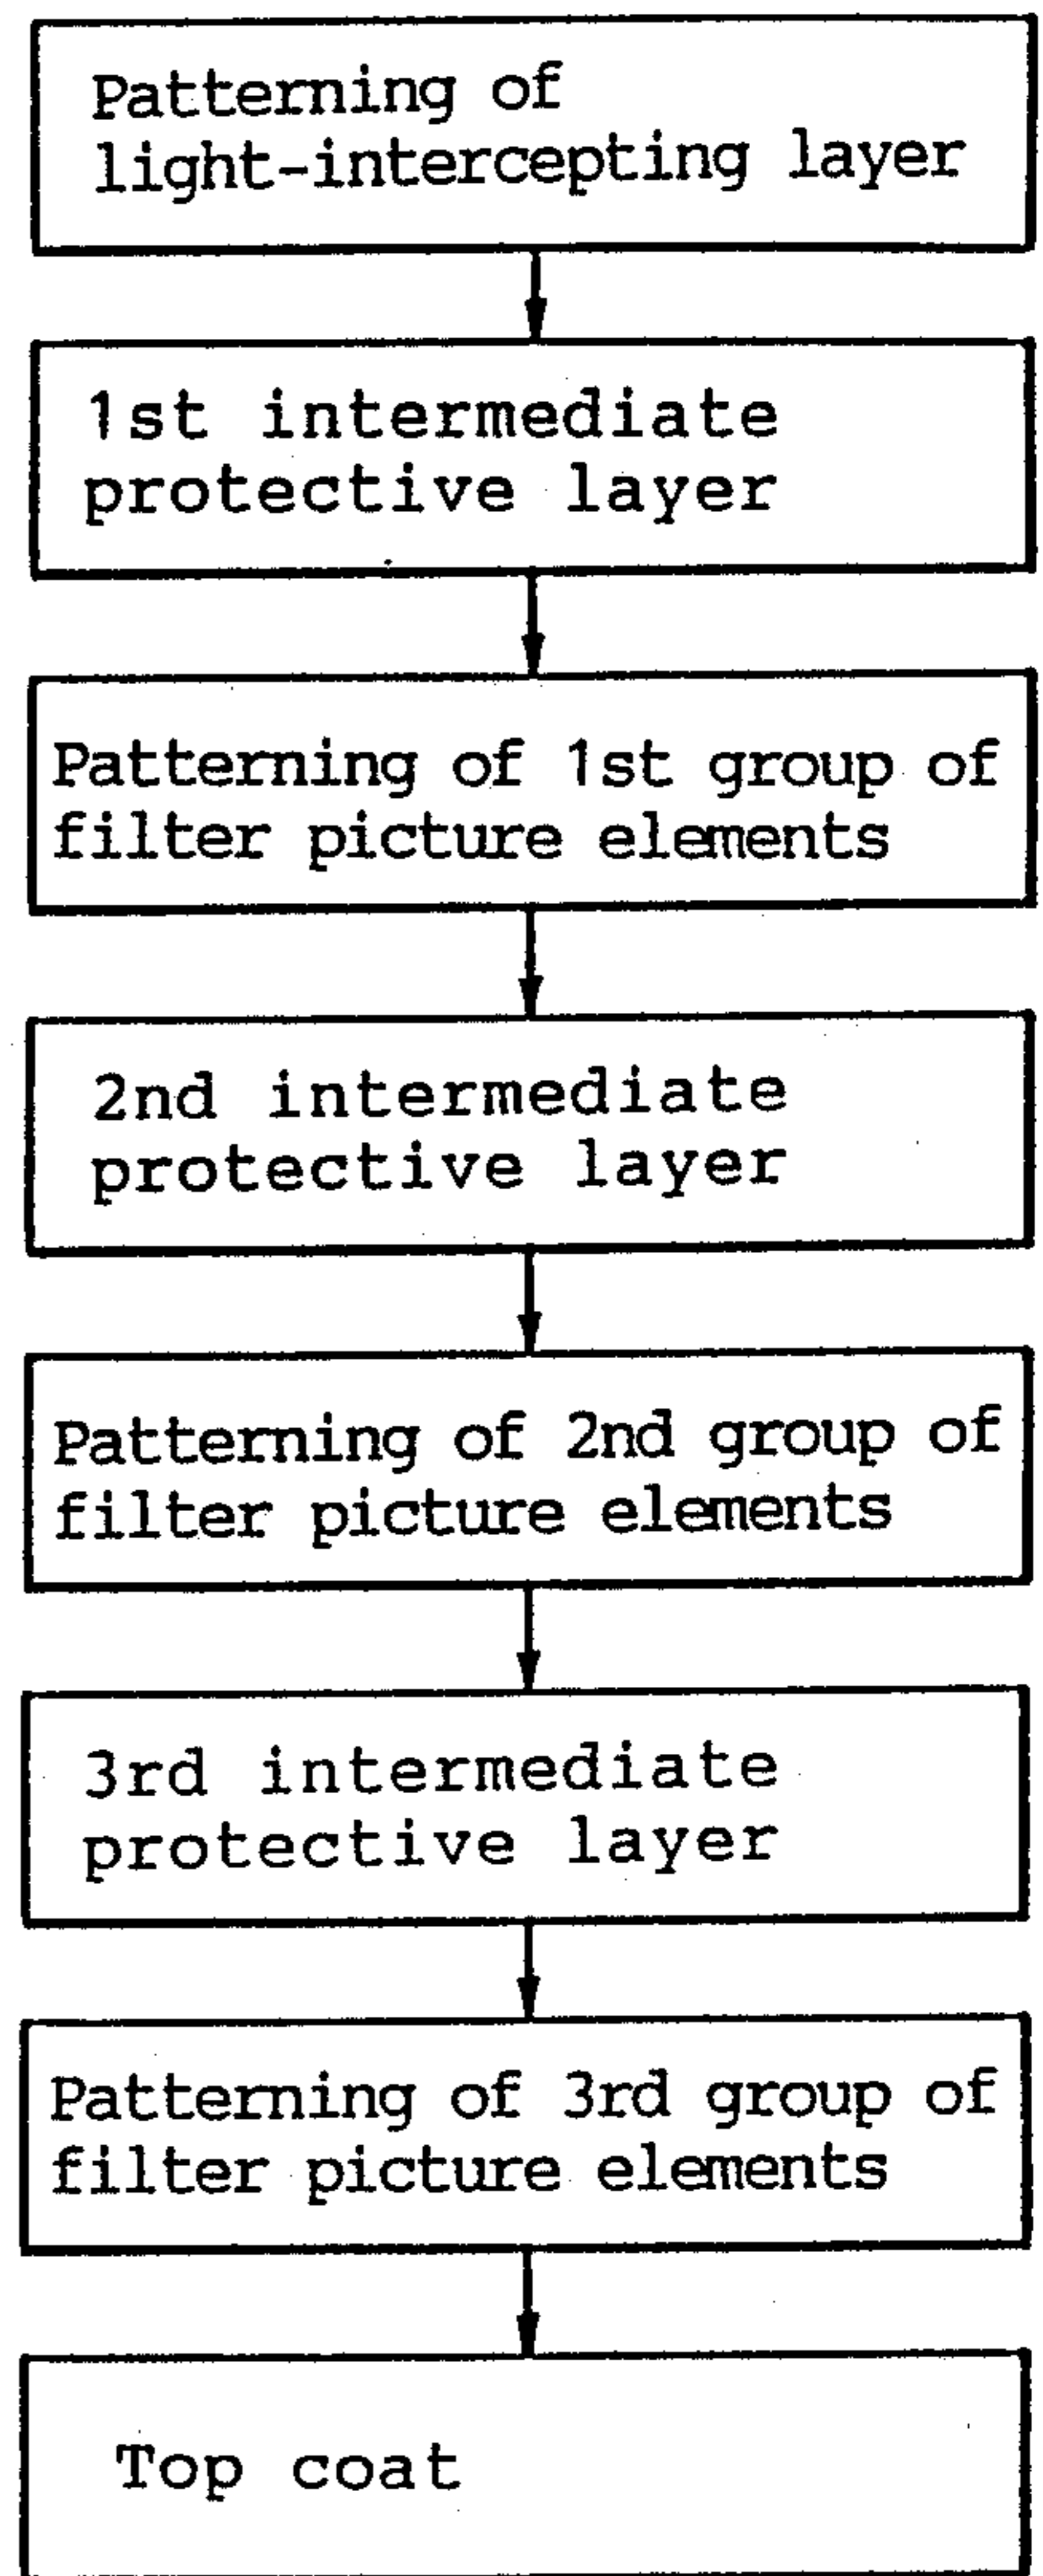 Patterning of
light-intercepting layer
1st intermediate
protective layer
Patterning of 1st group of
filter picture elements
2nd intermediate
protective layer
Patterning of 2nd group of
filter picture elements
3rd intermediate
protective layer
Patterning of 3rd group of
filter picture elements
Top coat